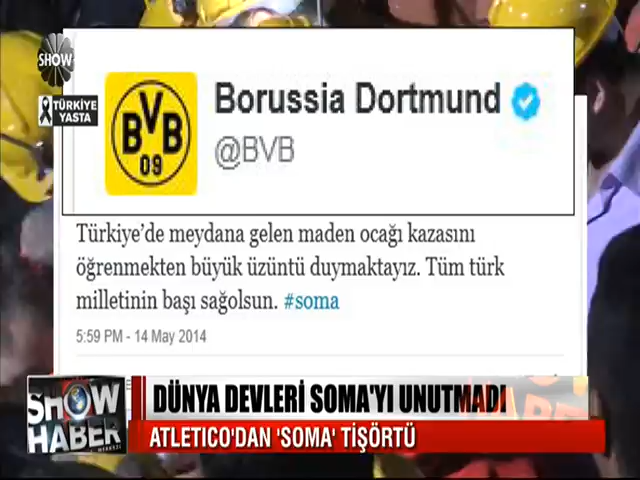 SHOW
TÜRKİYE
YASTA
BVB
09
Borussia Dortmund
@BVB
Türkiye'de meydana gelen maden ocağı kazasını
öğrenmekten büyük üzüntü duymaktayız. Tüm türk
milletinin başı sağolsun. #soma
5:59 PM - 14 May 2014
SHOW
HABER
MERKEZİ
DÜNYA DEVLERİ SOMA'YI UNUTMADI
ATLETICO'DAN 'SOMA' TİŞÖRTÜ